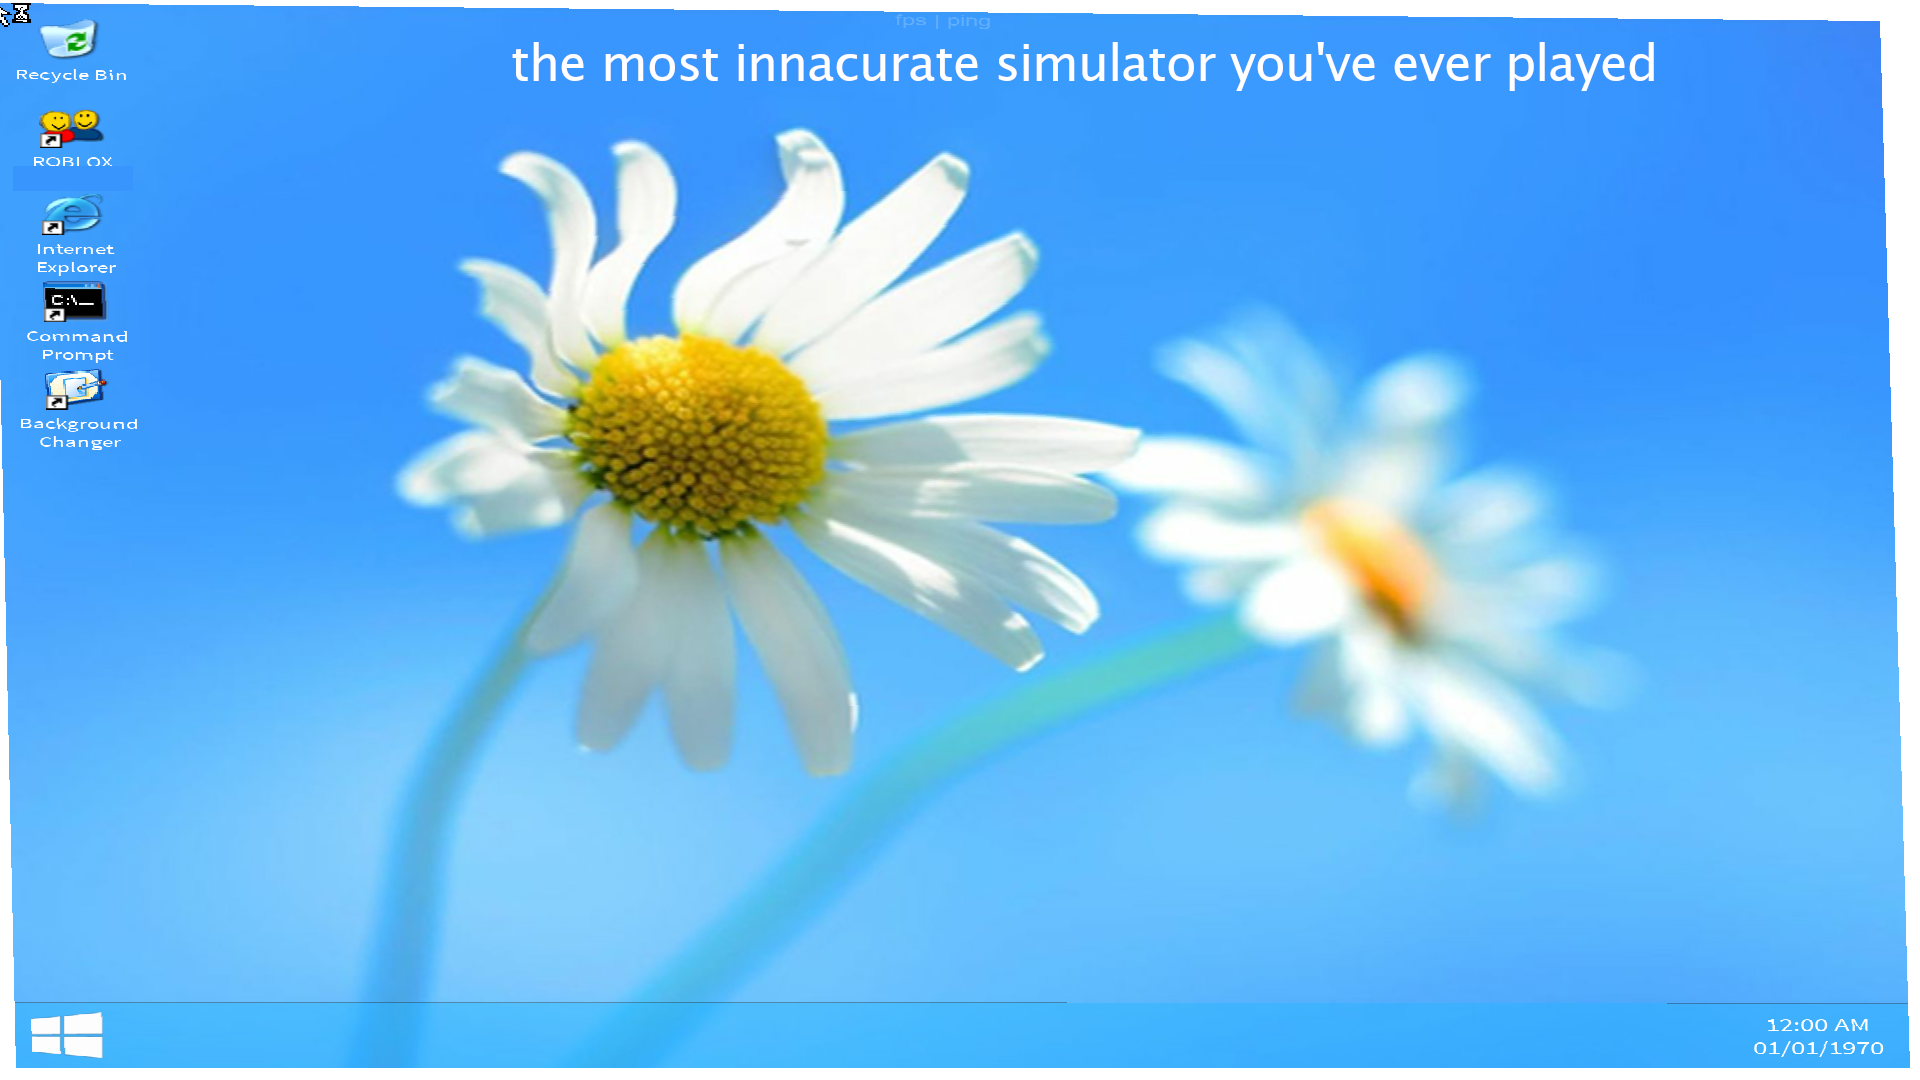 fps | ping
the most innacurate simulator you've ever played
Recycle Bin
ROBLOX
Internet
Explorer
C:\_
Command
Prompt
Background
Changer
12:00 AM
01/01/1970